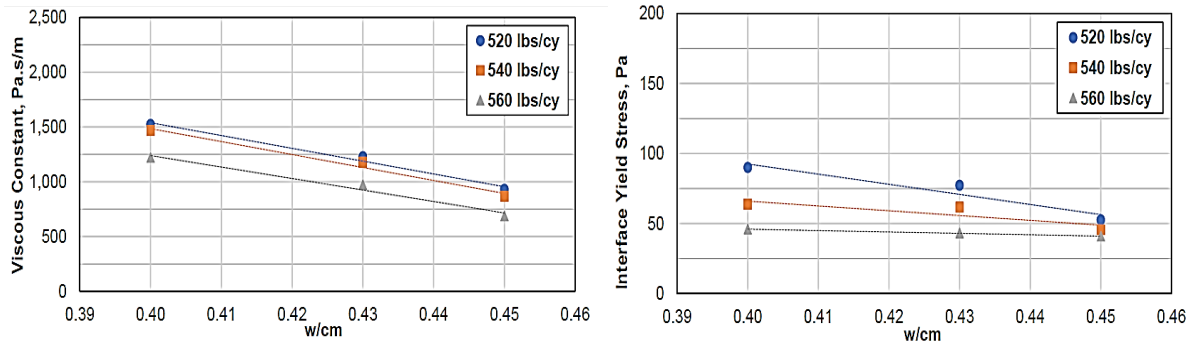 Viscous Constant, Pa.s/m
2,500
2,000
1,500
1,000
500
0
520 lbs/cy
540 lbs/cy
560 lbs/cy
0.39 0.40 0.41 0.42 0.43 0.44 0.45 0.46
w/cm
Interface Yield Stress, Pa
200
150
100
50
0
520 lbs/cy
540 lbs/cy
560 lbs/cy
0.39 0.40 0.41 0.42 0.43 0.44 0.45 0.46
w/cm